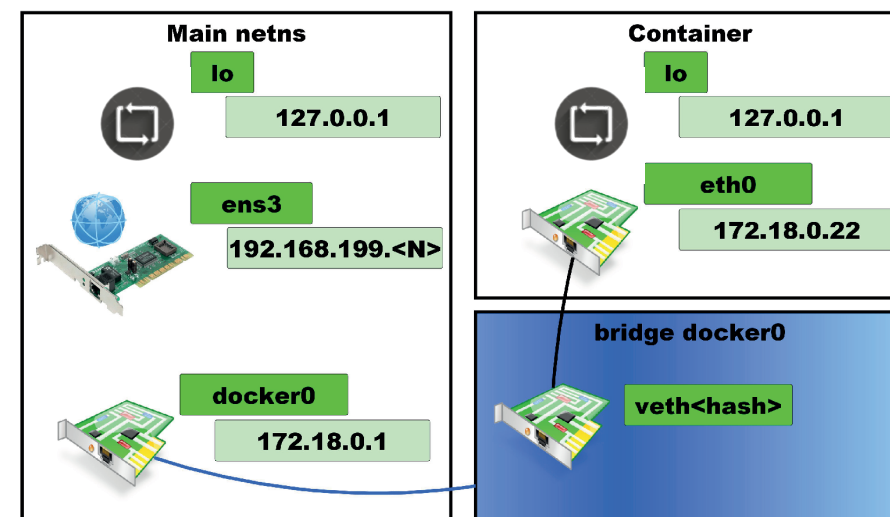 Main netns
lo
127.0.0.1
ens3
192.168.199.<N>
docker0
172.18.0.1
Container
lo
127.0.0.1
eth0
172.18.0.22
bridge docker0
veth<hash>